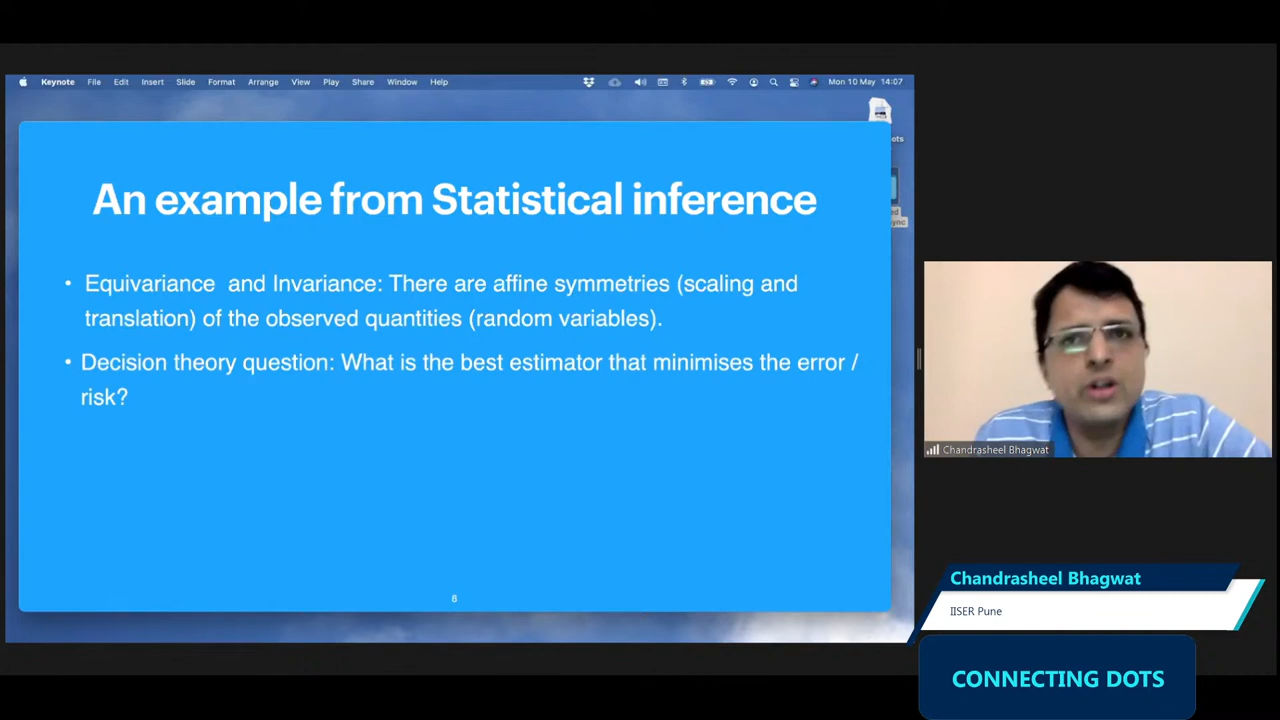 Keynote File Edit Insert Slide Format Arrange View Play Share Window Help Mon 10 May 14:07
ots
An example from Statistical inference
• Equivariance and Invariance: There are affine symmetries (scaling and
translation) of the observed quantities (random variables).
• Decision theory question: What is the best estimator that minimises the error /
risk?
8
Chandrasheel Bhagwat
Chandrasheel Bhagwat
IISER Pune
CONNECTING DOTS